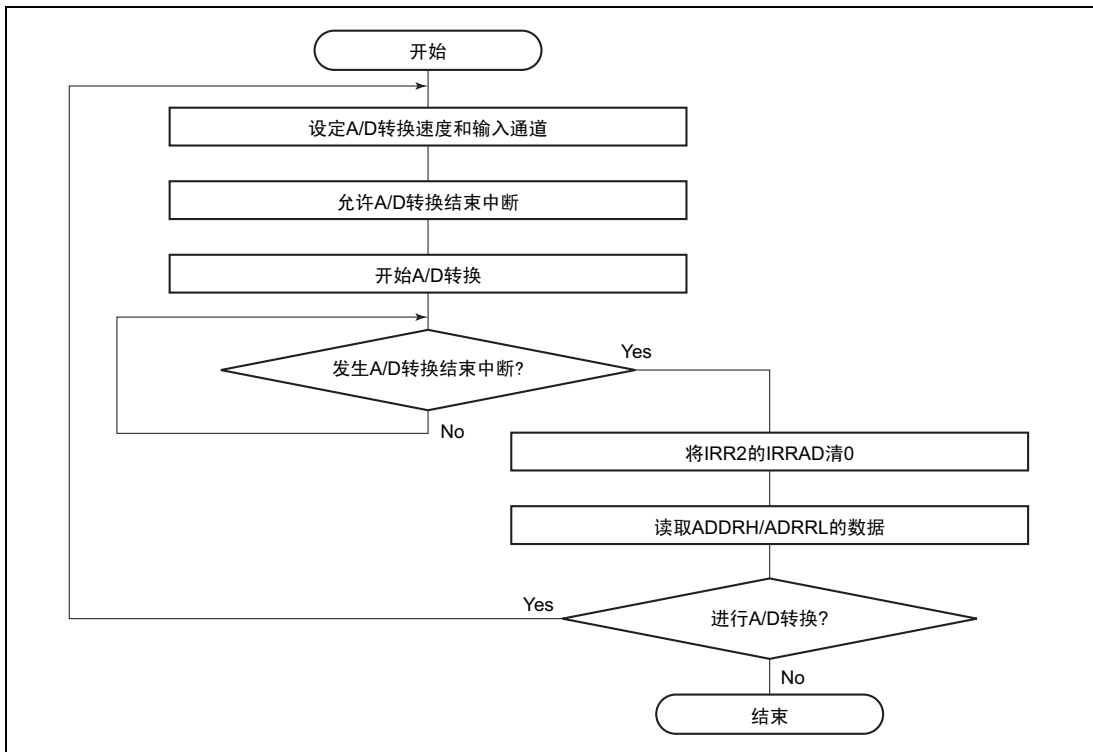 开始
设定A/D转换速度和输入通道
允许A/D转换结束中断
开始A/D转换
发生A/D转换结束中断?
Yes
No
将IRR2的IRRAD清0
读取ADDRH/ADRRL的数据
Yes
进行A/D转换?
No
结束